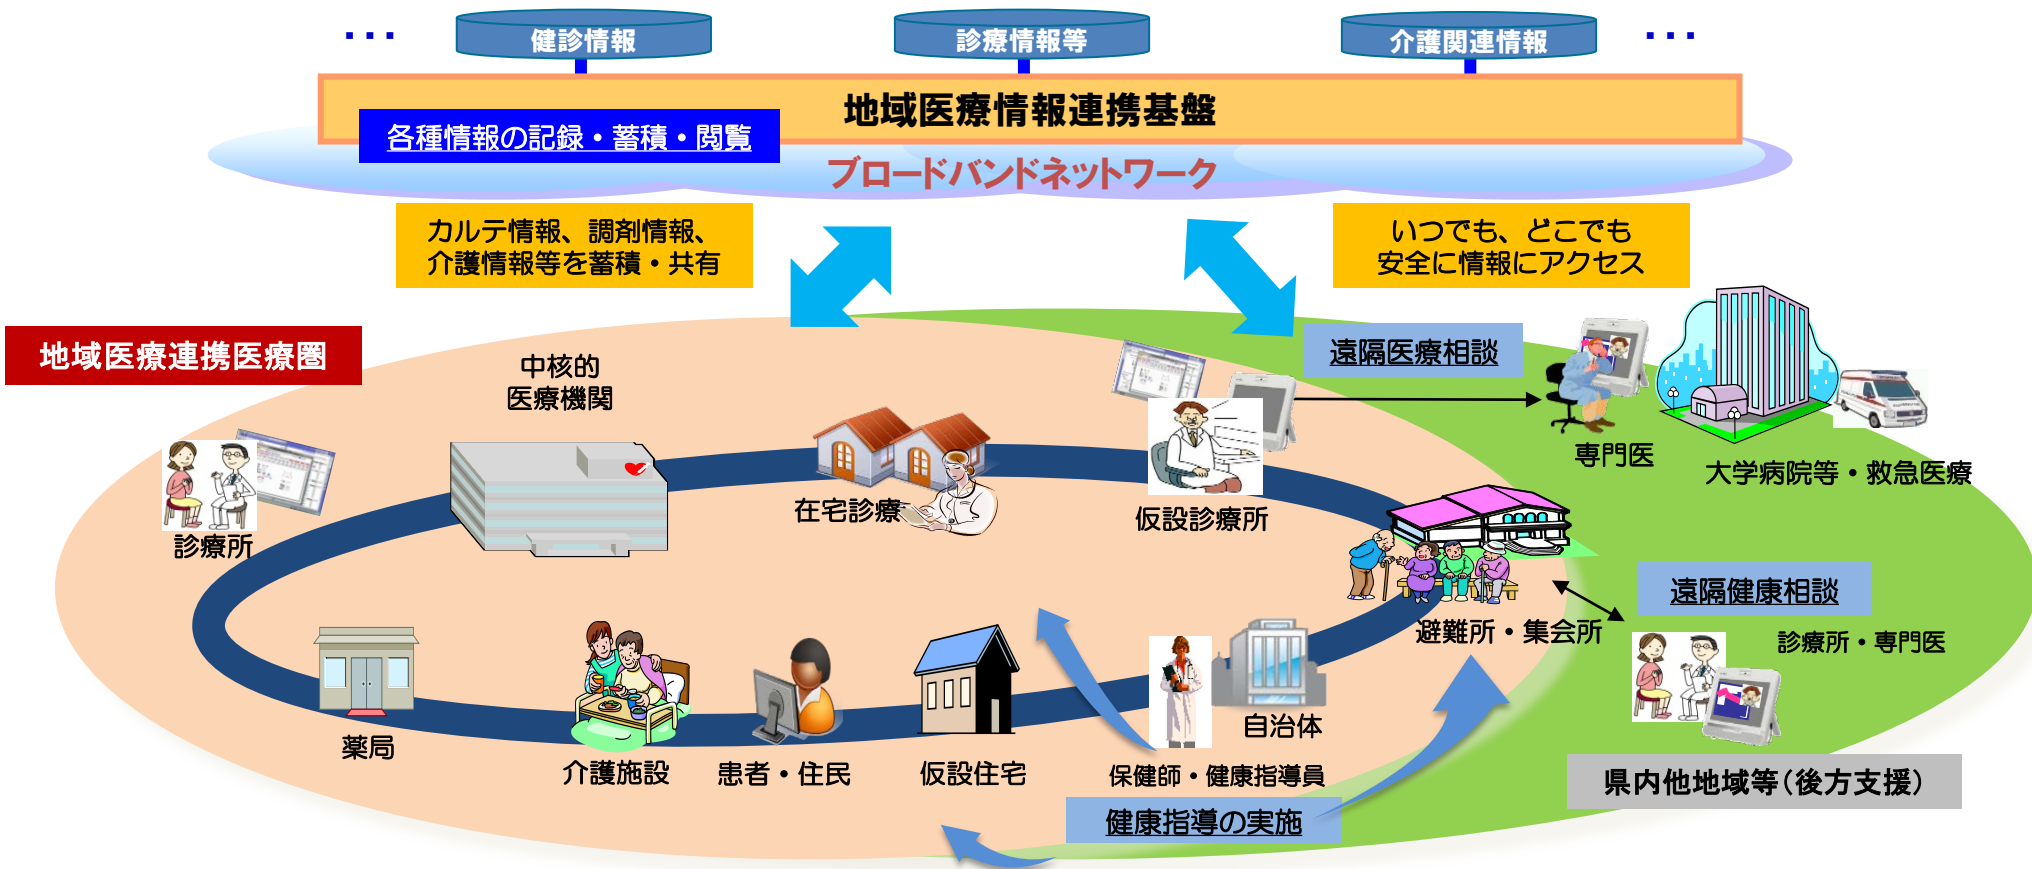 ･･･
健診情報
診療情報等
介護関連情報
･･･
地域医療情報連携基盤
各種情報の記録・蓄積・閲覧
ブロードバンドネットワーク
カルテ情報、調剤情報、
介護情報等を蓄積・共有
いつでも、どこでも
安全に情報にアクセス
地域医療連携医療圏
中核的
医療機関
遠隔医療相談
専門医
大学病院等・救急医療
診療所
在宅診療
仮設診療所
遠隔健康相談
避難所・集会所
診療所・専門医
薬局
介護施設
患者・住民
仮設住宅
自治体
保健師・健康指導員
県内他地域等（後方支援）
健康指導の実施